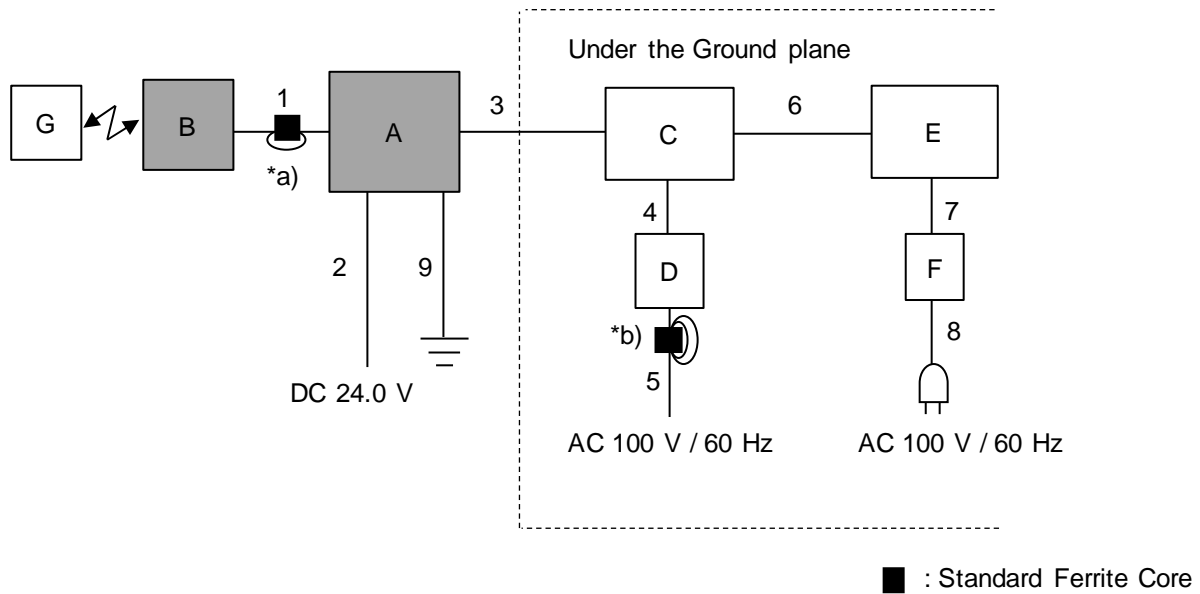 Under the Ground plane
G
B
1
*a)
A
3
C
6
E
4
7
2
9
D
F
*b)
5
8
DC 24.0 V
AC 100 V / 60 Hz
AC 100 V / 60 Hz
: Standard Ferrite Core